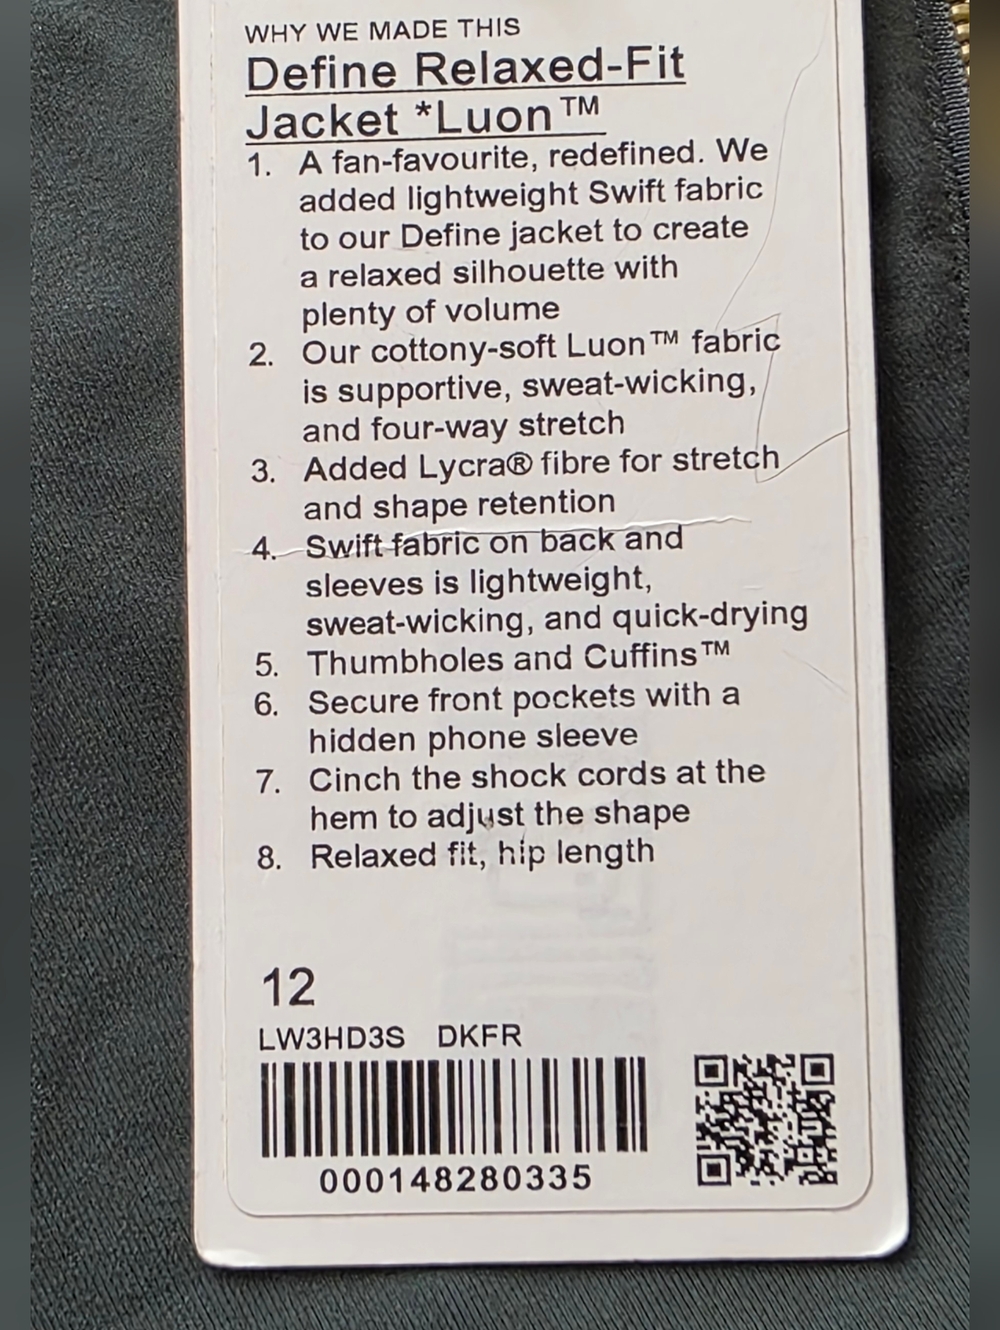 WHY WE MADE THIS
Define Relaxed-Fit
Jacket *Luon™
1. A fan-favourite, redefined. We
added lightweight Swift fabric
to our Define jacket to create
a relaxed silhouette with
plenty of volume
2. Our cottony-soft Luon™ fabric
is supportive, sweat-wicking,
and four-way stretch
3. Added Lycra® fibre for stretch
and shape retention
4. Swift fabric on back and
sleeves is lightweight,
sweat-wicking, and quick-drying
5. Thumbholes and Cuffins™
6. Secure front pockets with a
hidden phone sleeve
7. Cinch the shock cords at the
hem to adjust the shape
8. Relaxed fit, hip length
12
LW3HD3S DKFR
000148280335